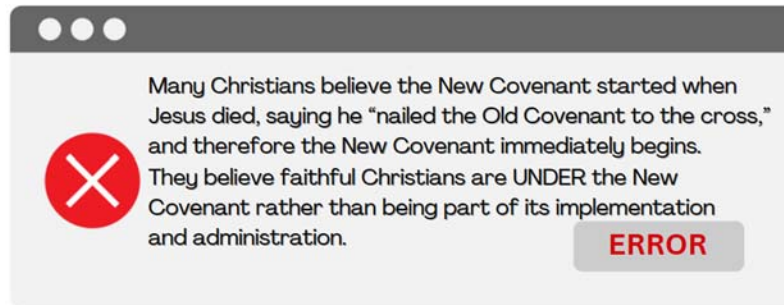 Many Christians believe the New Covenant started when
Jesus died, saying he “nailed the Old Covenant to the cross,”
and therefore the New Covenant immediately begins.
They believe faithful Christians are UNDER the New
Covenant rather than being part of its implementation
and administration.
ERROR